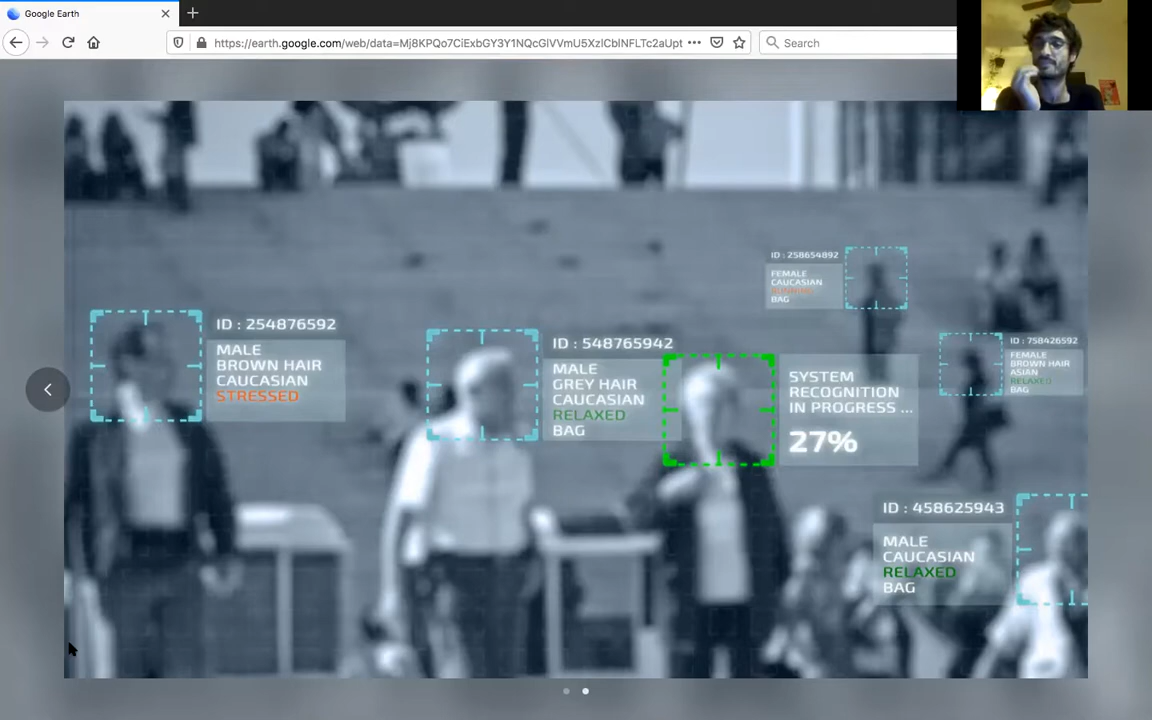 Google Earth
https://earth.google.com/web/data=Mj8KPQo7CiExbGY3Y1NQcGlVVmU5XzlCblNFLTc2aUpt
Search
ID : 258654892
FEMALE
CAUCASIAN
RUNNING
BAG
ID : 254876592
MALE
BROWN HAIR
CAUCASIAN
STRESSED
ID : 548765942
MALE
GREY HAIR
CAUCASIAN
RELAXED
BAG
SYSTEM
RECOGNITION
IN PROGRESS ...
27%
ID : 758426592
FEMALE
BROWN HAIR
ASIAN
RELAXED
BAG
ID : 458625943
MALE
CAUCASIAN
RELAXED
BAG